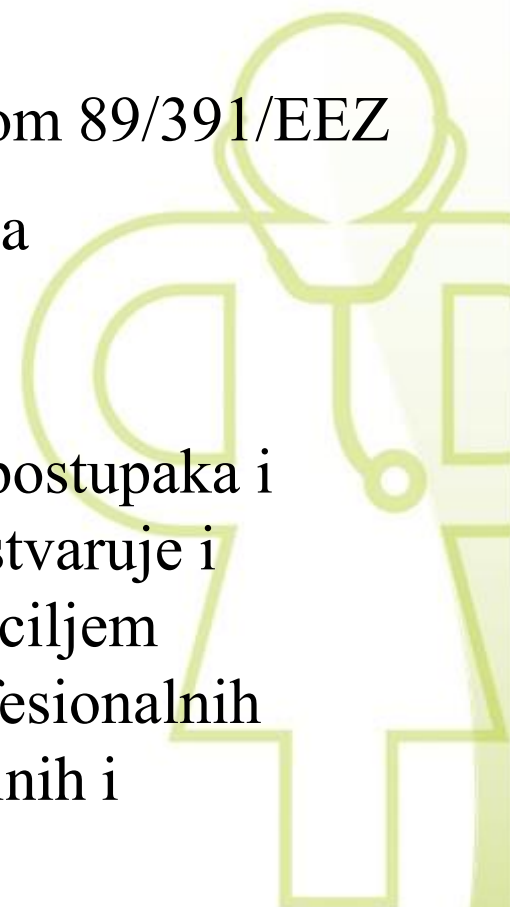 om 89/391/EEZ
a
postupaka i
stvaruje i
ciljem
fesionalnih
nih i